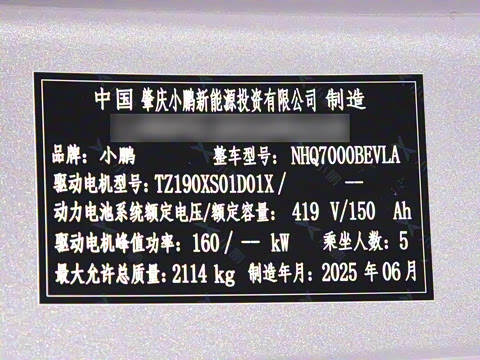 中国 肇庆小鹏新能源投资有限公司 制造
品牌: 小鹏 整车型号: NHQ7000BEVLA
驱动电机型号: TZ190XS01D01X / --
动力电池系统额定电压/额定容量: 419 V/150 Ah
驱动电机峰值功率: 160 / -- kW 乘坐人数: 5
最大允许总质量: 2114 kg 制造年月: 2025 年 06 月